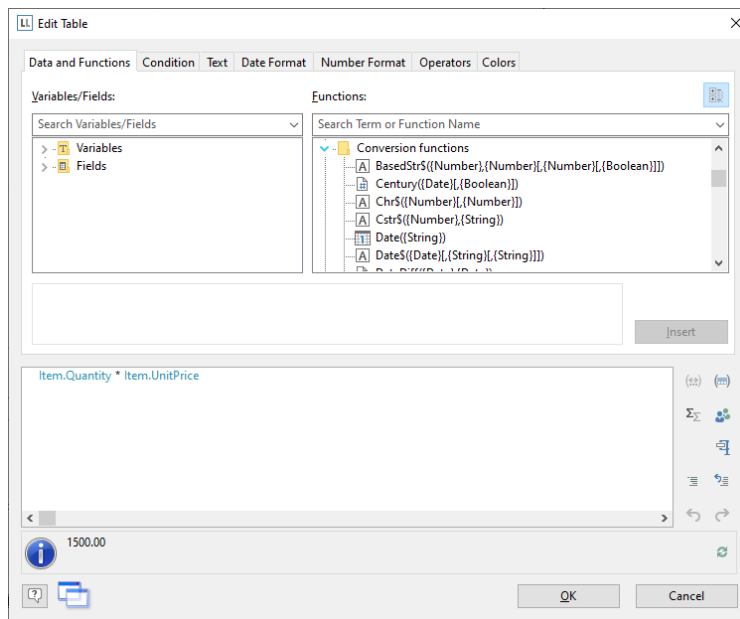 LL Edit Table
Data and Functions Condition Text Date Format Number Format Operators Colors
Variables/Fields: Functions:
Search Variables/Fields Search Term or Function Name
Variables
Fields
Conversion functions
BasedStr$({Number},{Number}[,{Number}[,{Boolean}]])
Century({Date}[,{Boolean}])
Chr$({Number}[,{Number}])
Cstr$({Number},{String})
Date({String})
Date$({Date}[,{String}[,{String}]])
Insert
Item.Quantity * Item.UnitPrice
1500.00
OK Cancel